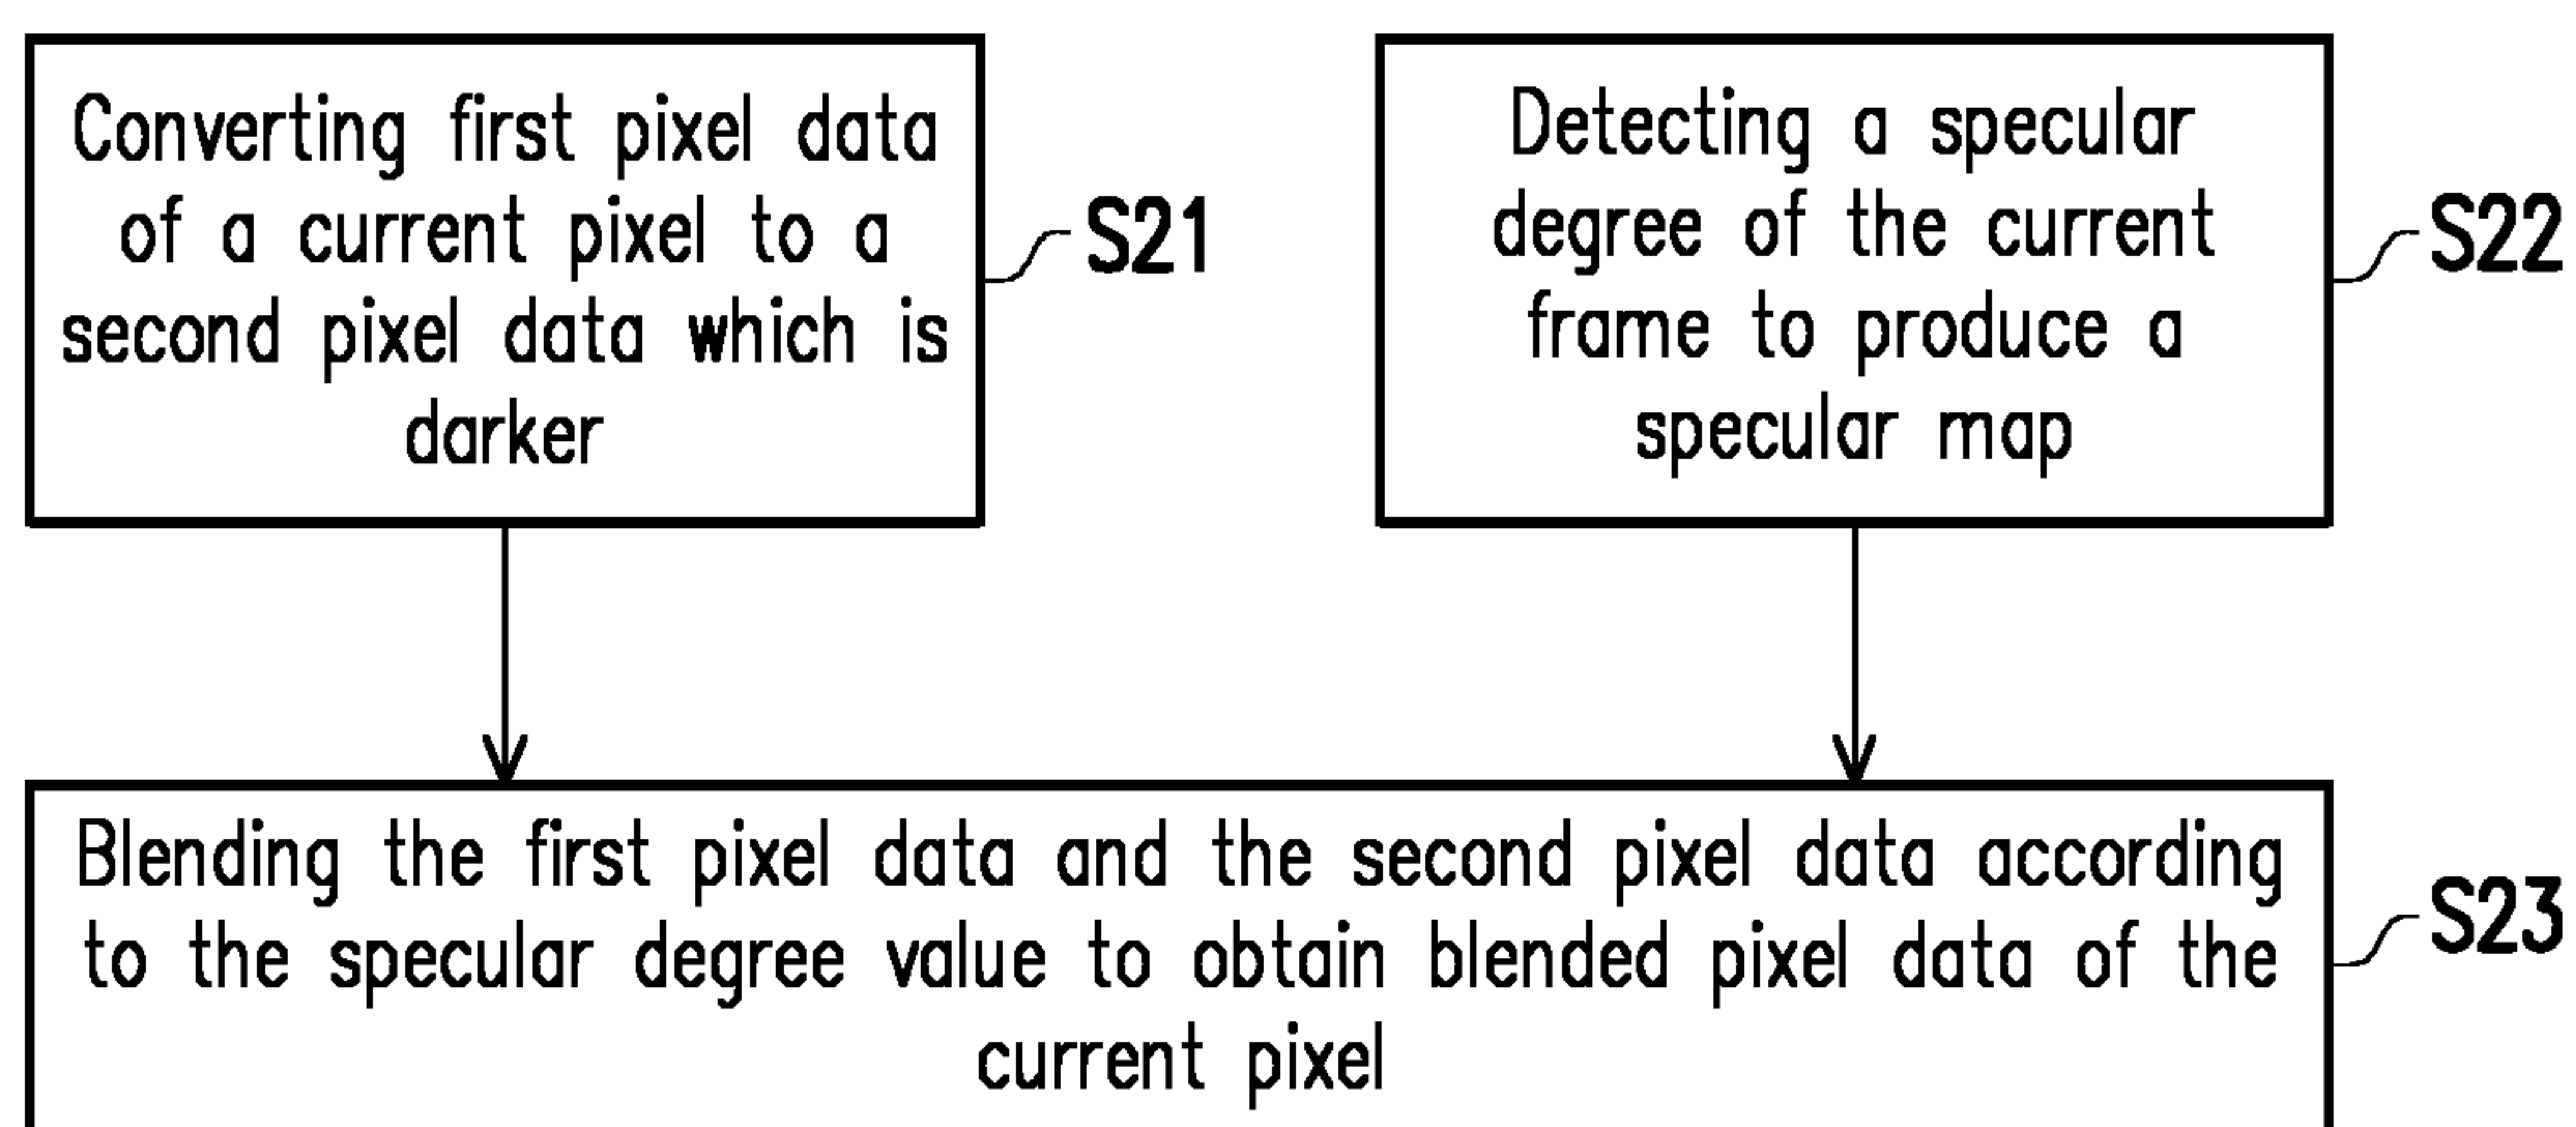 Converting first pixel data
of a current pixel to a
second pixel data which is
darker
S21
Detecting a specular
degree of the current
frame to produce a
specular map
S22
Blending the first pixel data and the second pixel data according
to the specular degree value to obtain blended pixel data of the
current pixel
S23